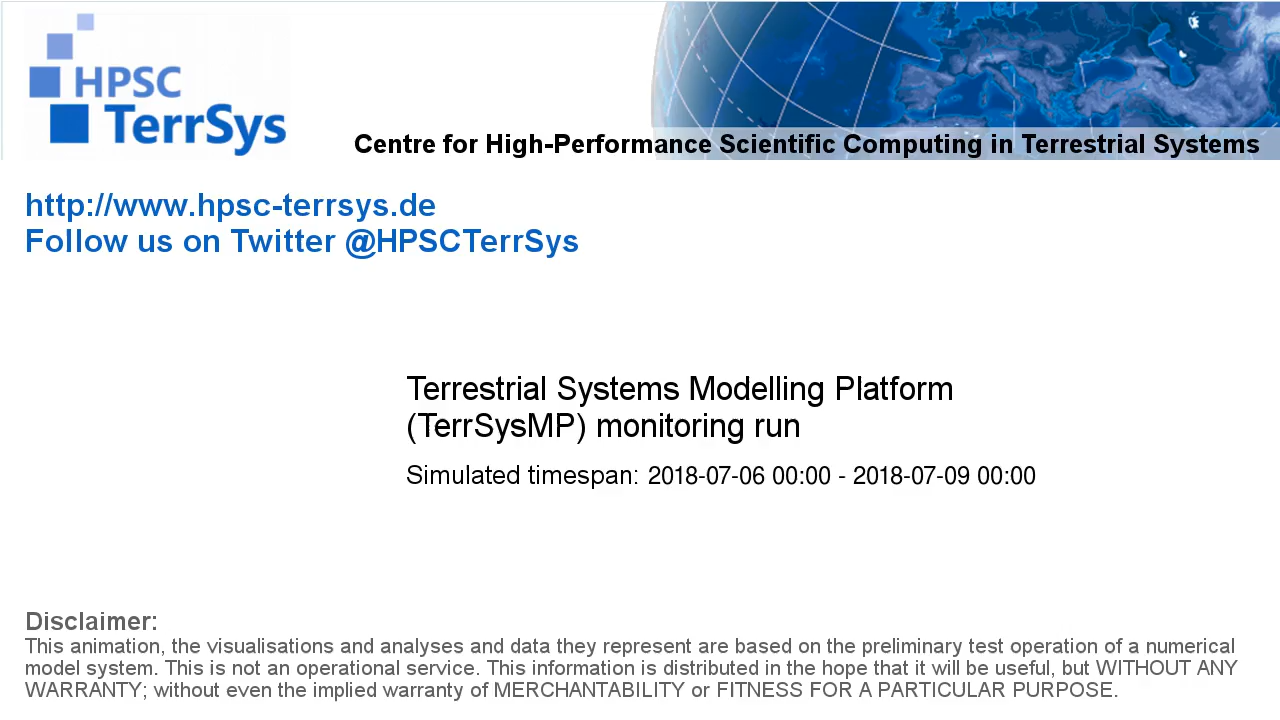 HPSC
TerrSys
Centre for High-Performance Scientific Computing in Terrestrial Systems
http://www.hpsc-terrsys.de
Follow us on Twitter @HPSCTerrSys
Terrestrial Systems Modelling Platform
(TerrSysMP) monitoring run
Simulated timespan: 2018-07-06 00:00 - 2018-07-09 00:00
Disclaimer:
This animation, the visualisations and analyses and data they represent are based on the preliminary test operation of a numerical
model system. This is not an operational service. This information is distributed in the hope that it will be useful, but WITHOUT ANY
WARRANTY; without even the implied warranty of MERCHANTABILITY or FITNESS FOR A PARTICULAR PURPOSE.